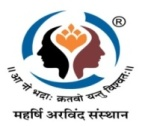 ®
॥ आ नो भद्राः क्रतवो यन्तु विश्वतः ॥
महर्षि अरविंद संस्थान